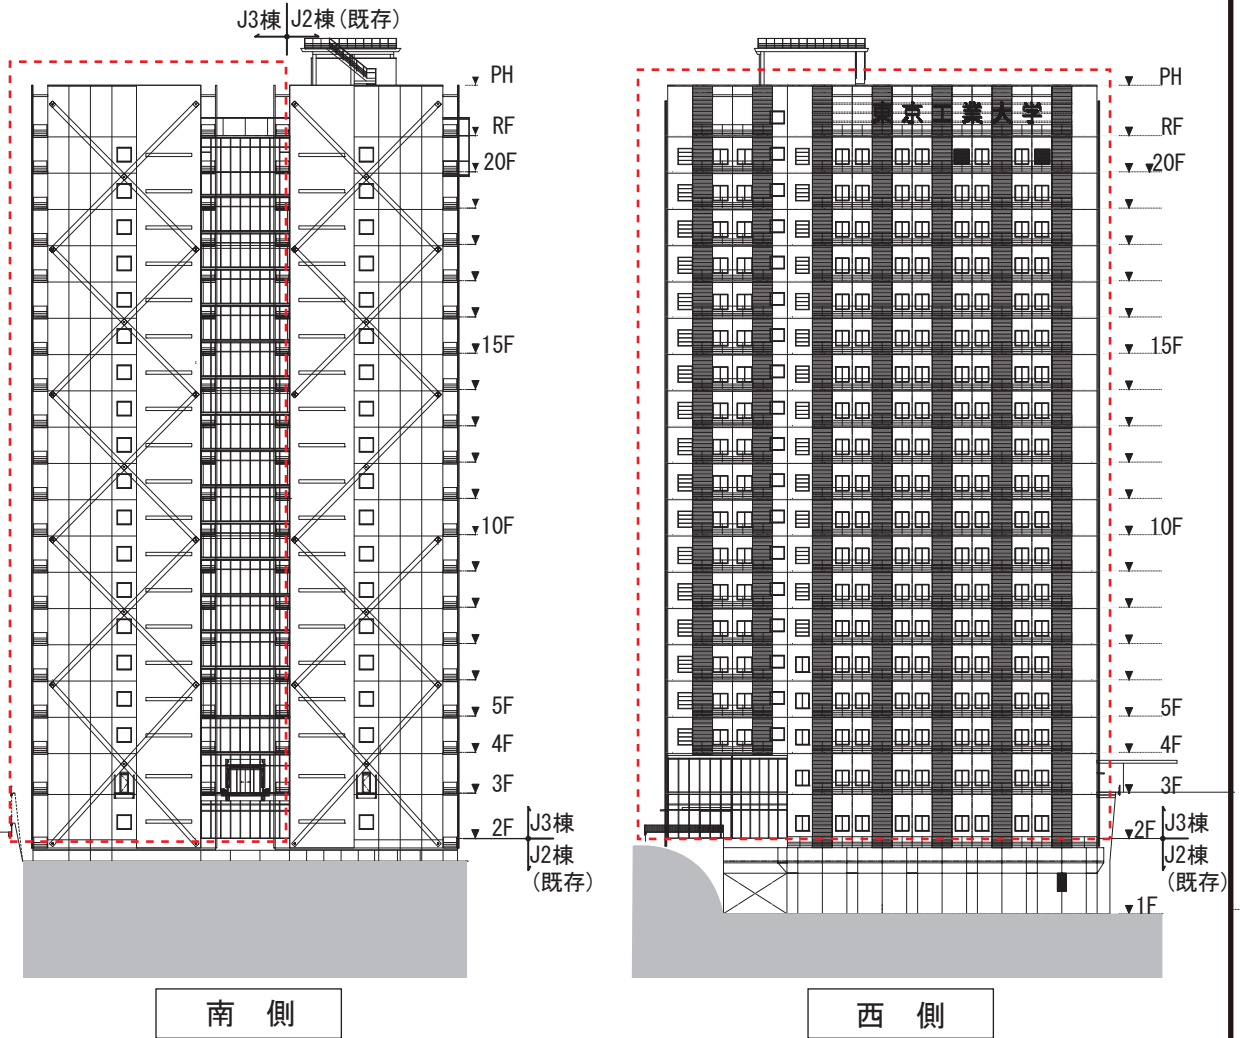 J3棟 J2棟(既存)
PH
RF
20F
15F
10F
5F
4F
3F
2F
J3棟
J2棟
(既存)
南 側
東京工業大学
PH
RF
20F
15F
10F
5F
4F
3F
2F
J3棟
J2棟
(既存)
1F
西 側